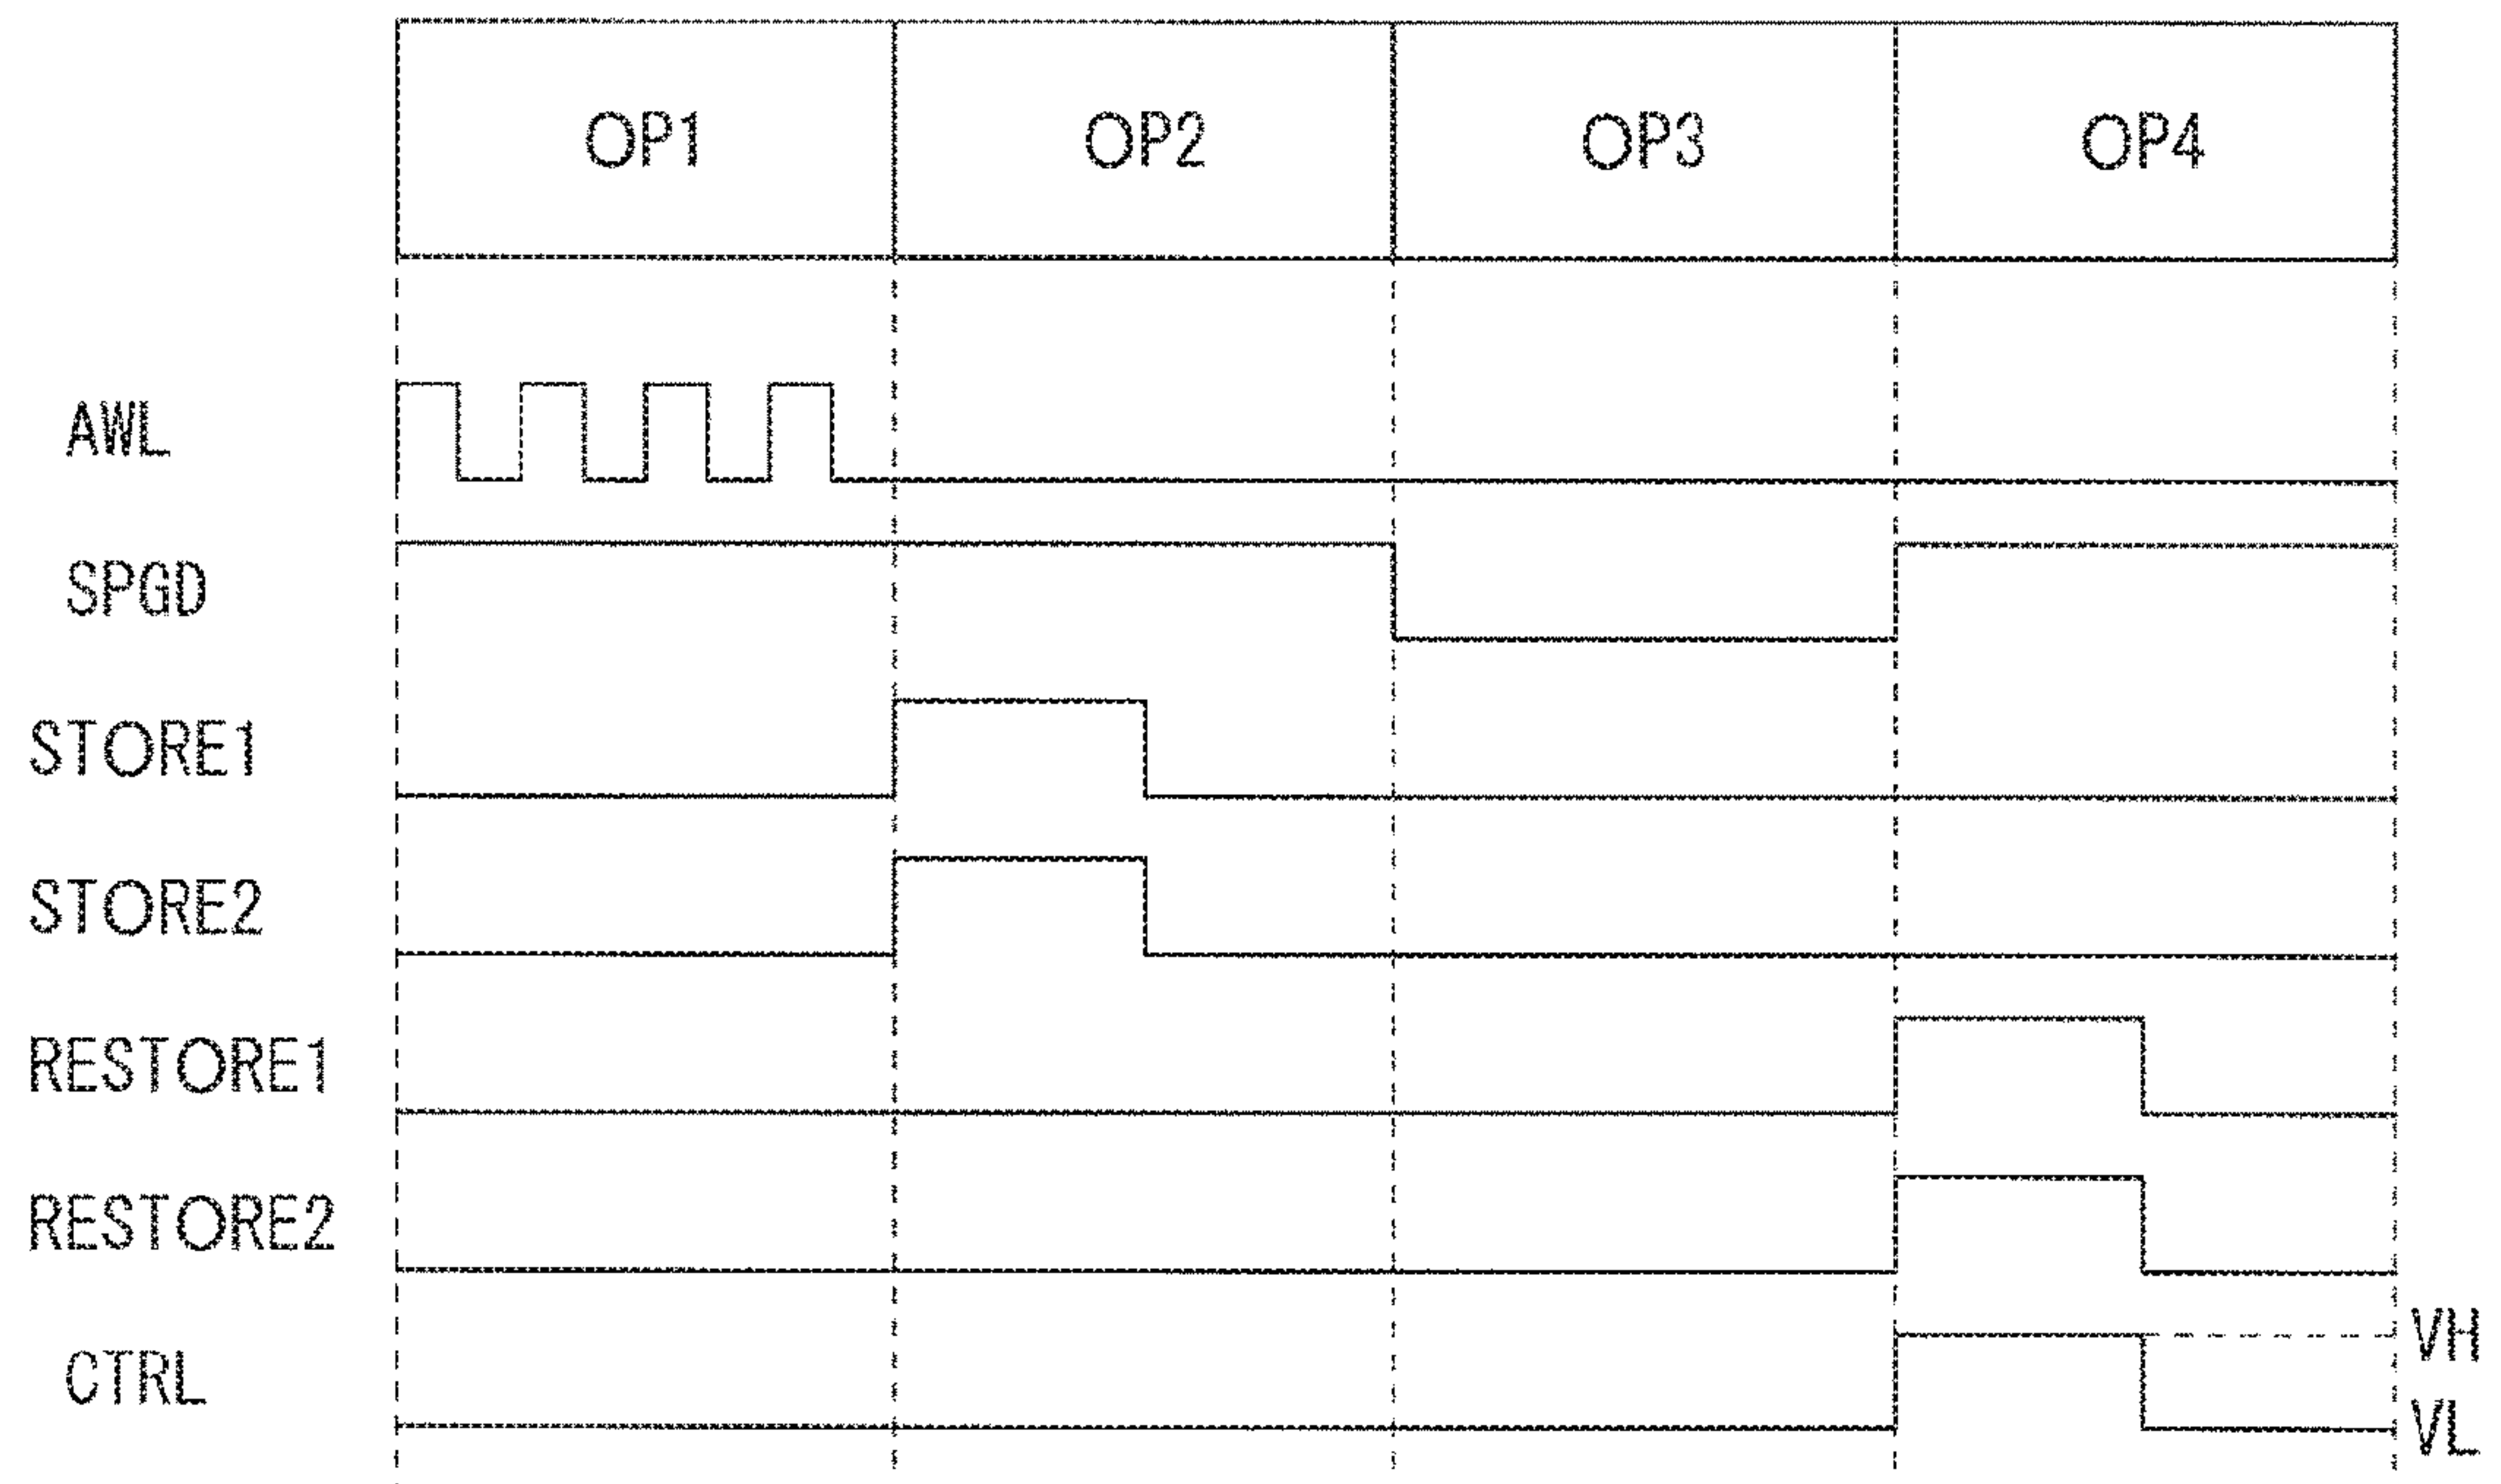 OP1 OP2 OP3 OP4
AWL
SPGD
STORE1
STORE2
RESTORE1
RESTORE2
VH
CTRL
VL